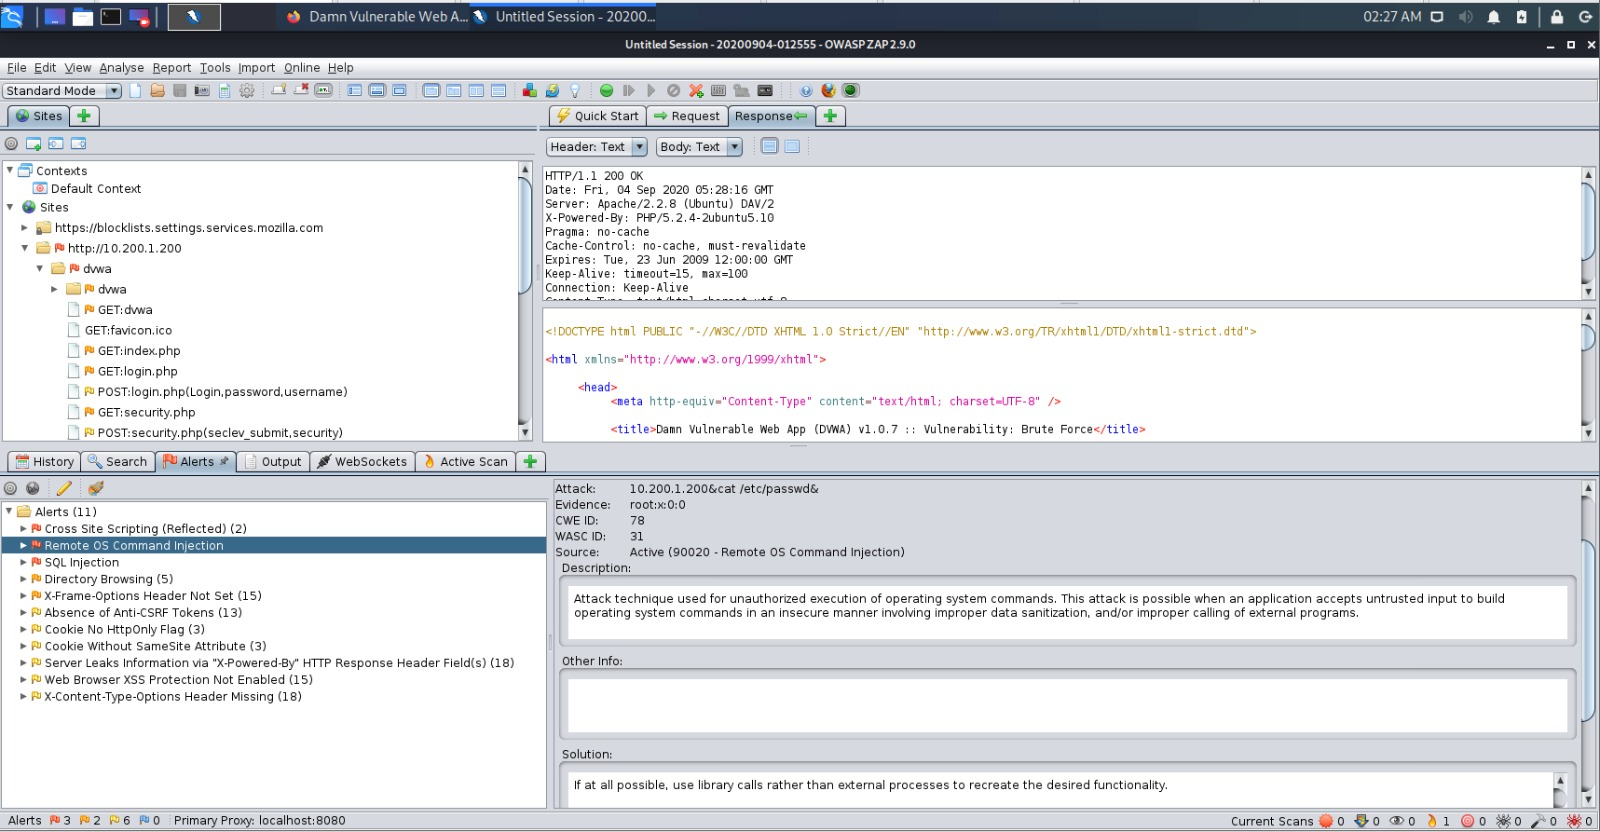 Damn Vulnerable Web A...
Untitled Session - 20200...
02:27 AM
Untitled Session - 20200904-012555 - OWASP ZAP 2.9.0
File Edit View Analyse Report Tools Import Online Help
Standard Mode
Sites
Quick Start
Request
Response
Header: Text
Body: Text
Contexts
Default Context
Sites
https://blocklists.settings.services.mozilla.com
http://10.200.1.200
dvwa
dvwa
GET:dvwa
GET:favicon.ico
GET:index.php
GET:login.php
POST:login.php(Login,password,username)
GET:security.php
POST:security.php(seclev_submit,security)
HTTP/1.1 200 OK
Date: Fri, 04 Sep 2020 05:28:16 GMT
Server: Apache/2.2.8 (Ubuntu) DAV/2
X-Powered-By: PHP/5.2.4-2ubuntu5.10
Pragma: no-cache
Cache-Control: no-cache, must-revalidate
Expires: Tue, 23 Jun 2009 12:00:00 GMT
Keep-Alive: timeout=15, max=100
Connection: Keep-Alive
Content-Type: text/html;charset=utf-8
<!DOCTYPE html PUBLIC "-//W3C//DTD XHTML 1.0 Strict//EN" "http://www.w3.org/TR/xhtml1/DTD/xhtml1-strict.dtd">
<html xmlns="http://www.w3.org/1999/xhtml">
<head>
<meta http-equiv="Content-Type" content="text/html; charset=UTF-8" />
<title>Damn Vulnerable Web App (DVWA) v1.0.7 :: Vulnerability: Brute Force</title>
History
Search
Alerts
Output
WebSockets
Active Scan
Alerts (11)
Cross Site Scripting (Reflected) (2)
Remote OS Command Injection
SQL Injection
Directory Browsing (5)
X-Frame-Options Header Not Set (15)
Absence of Anti-CSRF Tokens (13)
Cookie No HttpOnly Flag (3)
Cookie Without SameSite Attribute (3)
Server Leaks Information via "X-Powered-By" HTTP Response Header Field(s) (18)
Web Browser XSS Protection Not Enabled (15)
X-Content-Type-Options Header Missing (18)
Attack: 10.200.1.200&cat /etc/passwd&
Evidence: root:x:0:0
CWE ID: 78
WASC ID: 31
Source: Active (90020 - Remote OS Command Injection)
Description:
Attack technique used for unauthorized execution of operating system commands. This attack is possible when an application accepts untrusted input to build
operating system commands in an insecure manner involving improper data sanitization, and/or improper calling of external programs.
Other Info:
Solution:
If at all possible, use library calls rather than external processes to recreate the desired functionality.
Alerts 3 2 6 0 Primary Proxy: localhost:8080
Current Scans 0 0 0 1 0 0 0 0